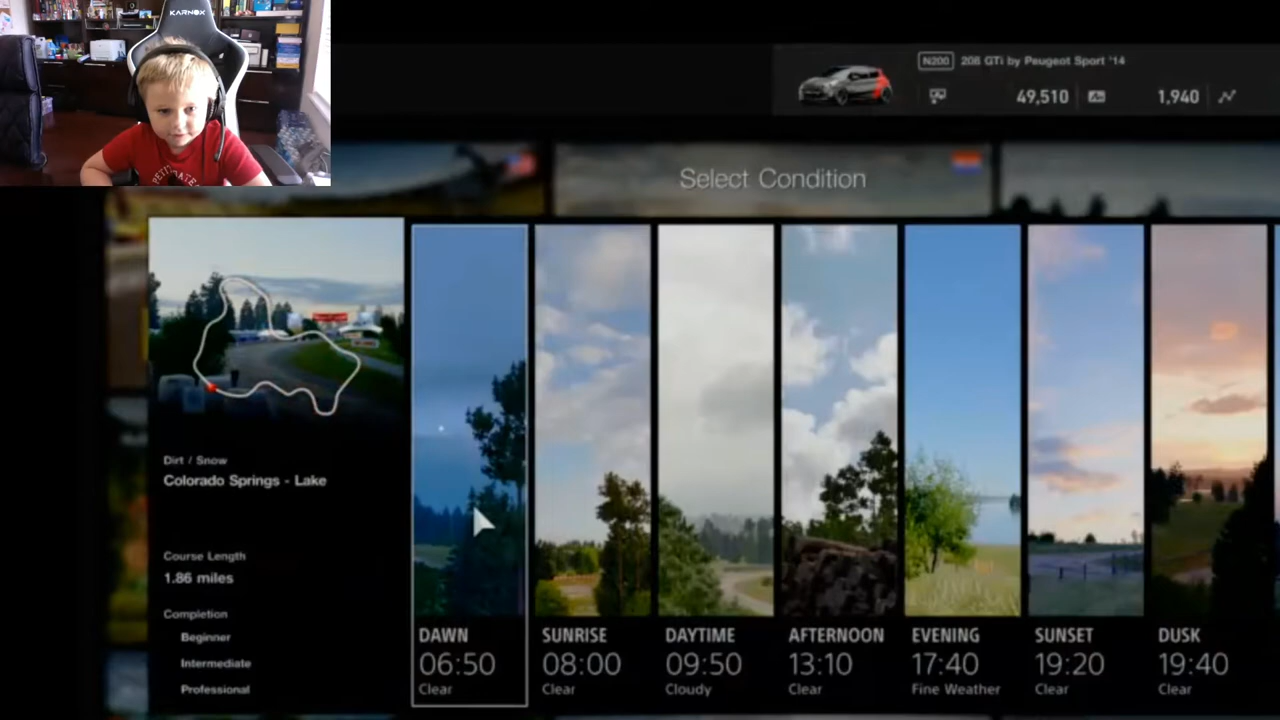 KARNOX
N200 208 GTi by Peugeot Sport '14
49,510 1,940
Select Condition
Dirt / Snow
Colorado Springs - Lake
Course Length
1.86 miles
Completion
Beginner
Intermediate
Professional
DAWN
06:50
Clear
SUNRISE
08:00
Clear
DAYTIME
09:50
Cloudy
AFTERNOON
13:10
Clear
EVENING
17:40
Fine Weather
SUNSET
19:20
Clear
DUSK
19:40
Clear